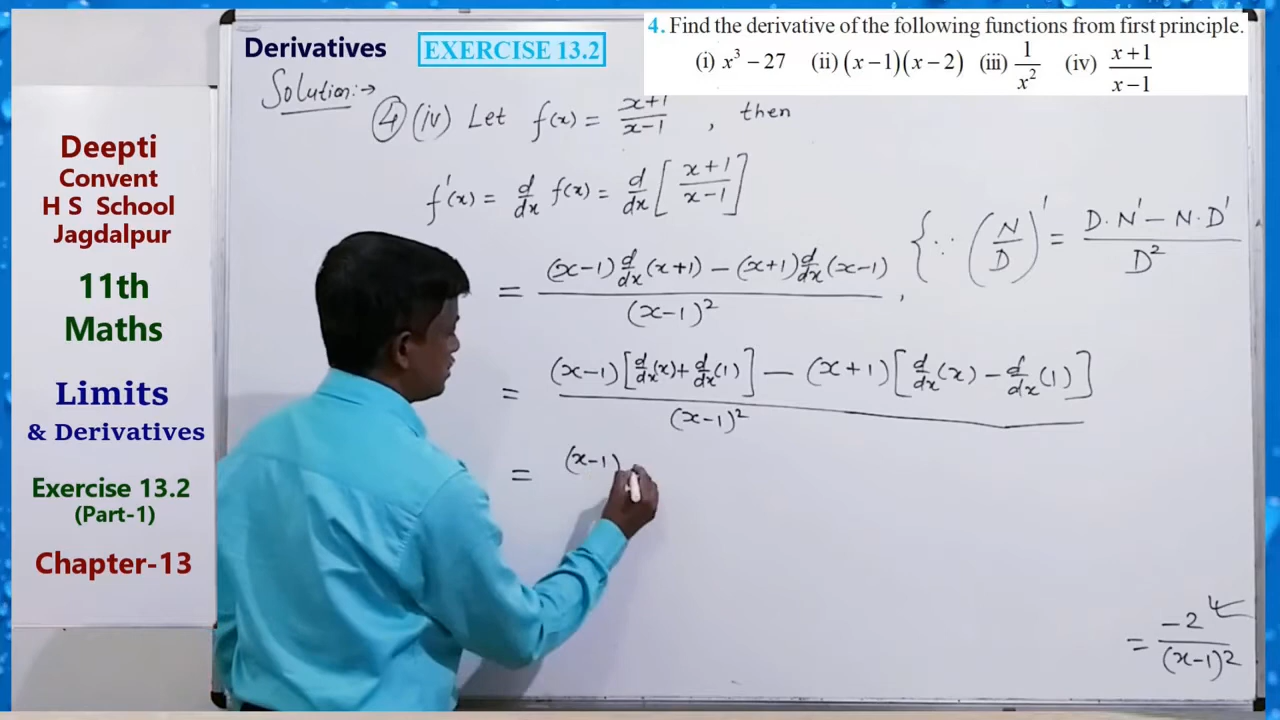 Deepti
Convent
H S School
Jagdalpur
11th
Maths
Limits
& Derivatives
Exercise 13.2
(Part-1)
Chapter-13
Derivatives EXERCISE 13.2
4. Find the derivative of the following functions from first principle.
(i) x³ − 27 (ii) (x−1)(x−2) (iii) 1/x² (iv) (x+1)/(x−1)
Solution:→
④ (iv) Let f(x) = (x+1)/(x−1) , then
f'(x) = d/dx f(x) = d/dx [ (x+1)/(x−1) ]
= ((x−1) d/dx (x+1) − (x+1) d/dx (x−1))/(x−1)² , { ∵ (N/D)' = (D·N' − N·D')/D²
= ((x−1) [d/dx (x) + d/dx (1)] − (x+1) [d/dx (x) − d/dx (1)])/(x−1)²
= (x−1)
= −2/(x−1)²